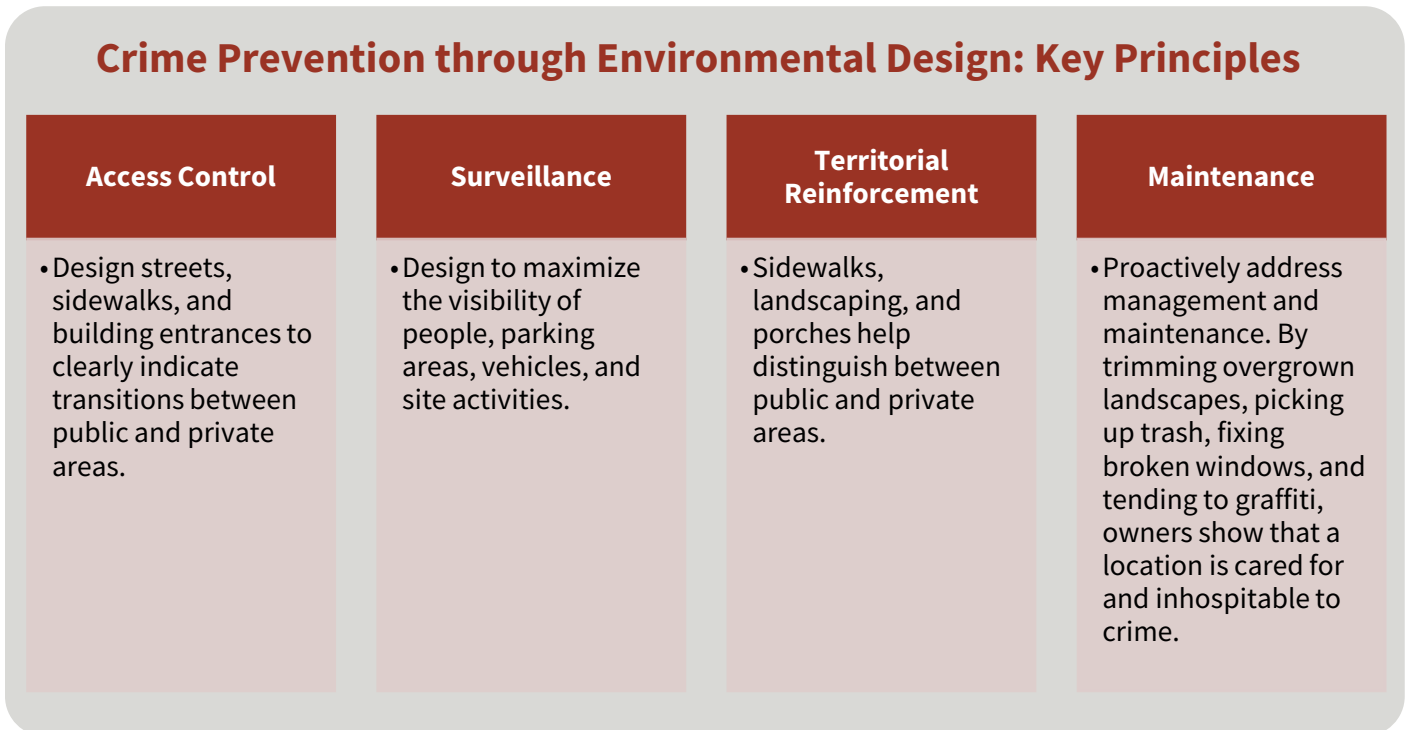 Crime Prevention through Environmental Design: Key Principles
Access Control
• Design streets,
sidewalks, and
building entrances to
clearly indicate
transitions between
public and private
areas.
Surveillance
• Design to maximize
the visibility of
people, parking
areas, vehicles, and
site activities.
Territorial
Reinforcement
• Sidewalks,
landscaping, and
porches help
distinguish between
public and private
areas.
Maintenance
• Proactively address
management and
maintenance. By
trimming overgrown
landscapes, picking
up trash, fixing
broken windows, and
tending to graffiti,
owners show that a
location is cared for
and inhospitable to
crime.